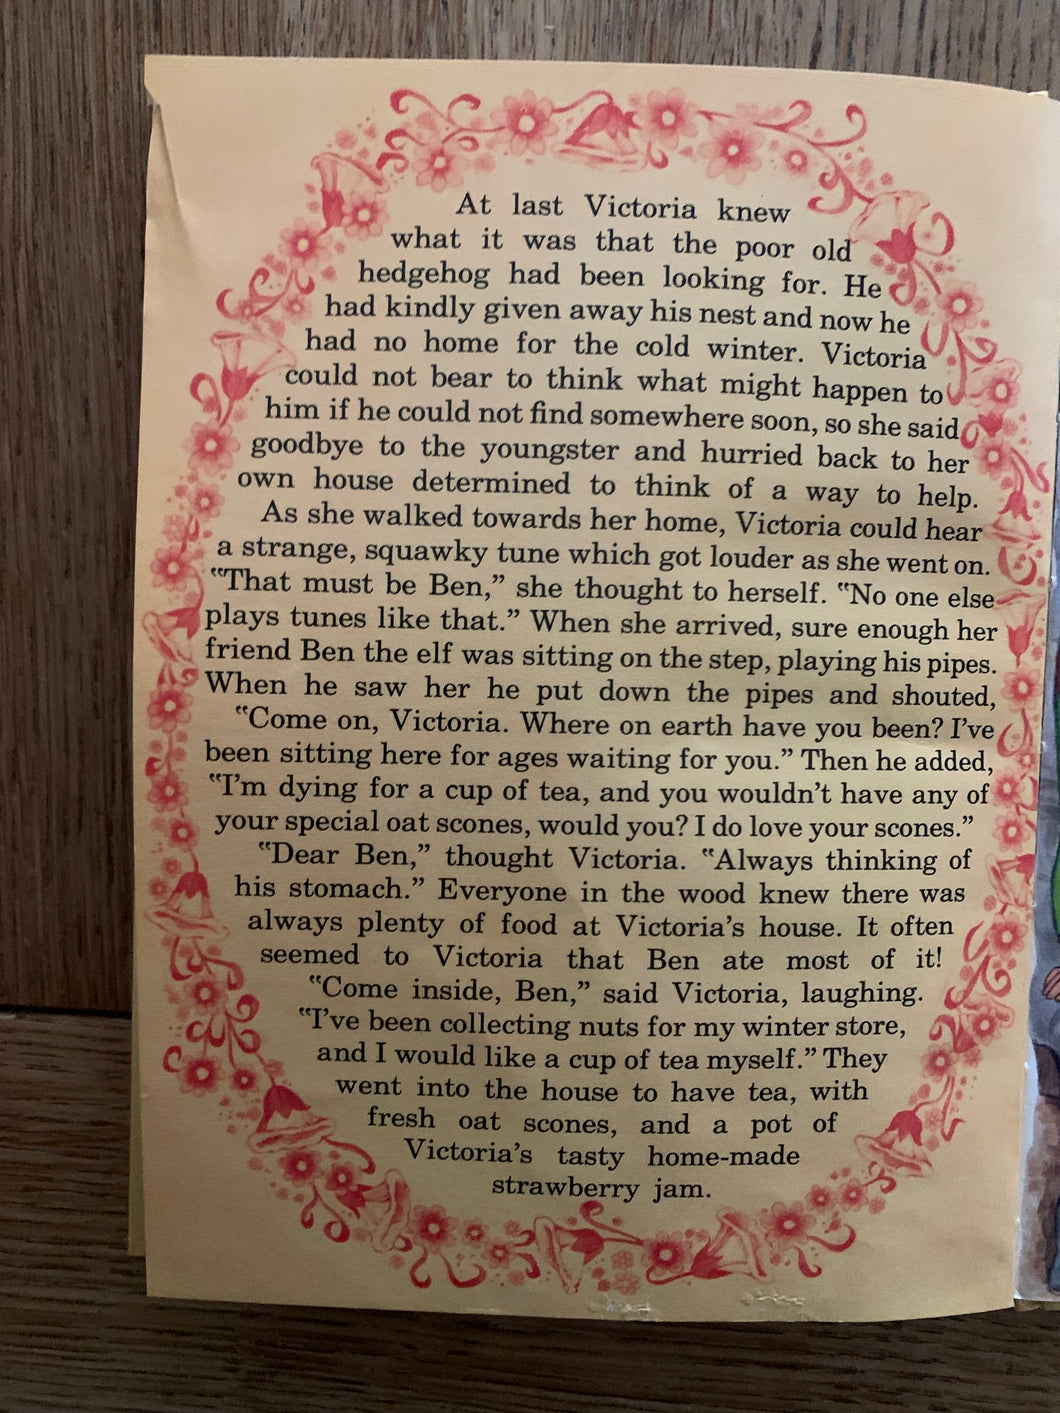 At last Victoria knew
what it was that the poor old
hedgehog had been looking for. He
had kindly given away his nest and now he
had no home for the cold winter. Victoria
could not bear to think what might happen to
him if he could not find somewhere soon, so she said
goodbye to the youngster and hurried back to her
own house determined to think of a way to help.
As she walked towards her home, Victoria could hear
a strange, squawky tune which got louder as she went on.
"That must be Ben," she thought to herself. "No one else
plays tunes like that." When she arrived, sure enough her
friend Ben the elf was sitting on the step, playing his pipes.
When he saw her he put down the pipes and shouted,
"Come on, Victoria. Where on earth have you been? I've
been sitting here for ages waiting for you." Then he added,
"I'm dying for a cup of tea, and you wouldn't have any of
your special oat scones, would you? I do love your scones."
"Dear Ben," thought Victoria. "Always thinking of
his stomach." Everyone in the wood knew there was
always plenty of food at Victoria's house. It often
seemed to Victoria that Ben ate most of it!
"Come inside, Ben," said Victoria, laughing.
"I've been collecting nuts for my winter store,
and I would like a cup of tea myself." They
went into the house to have tea, with
fresh oat scones, and a pot of
Victoria's tasty home-made
strawberry jam.